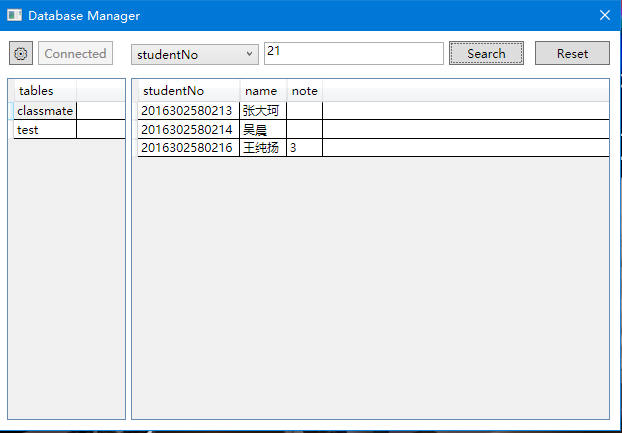 Database Manager
Connected studentNo 21 Search Reset
tables
classmate
test
studentNo name note
2016302580213 张大珂
2016302580214 吴晨
2016302580216 王纯扬 3